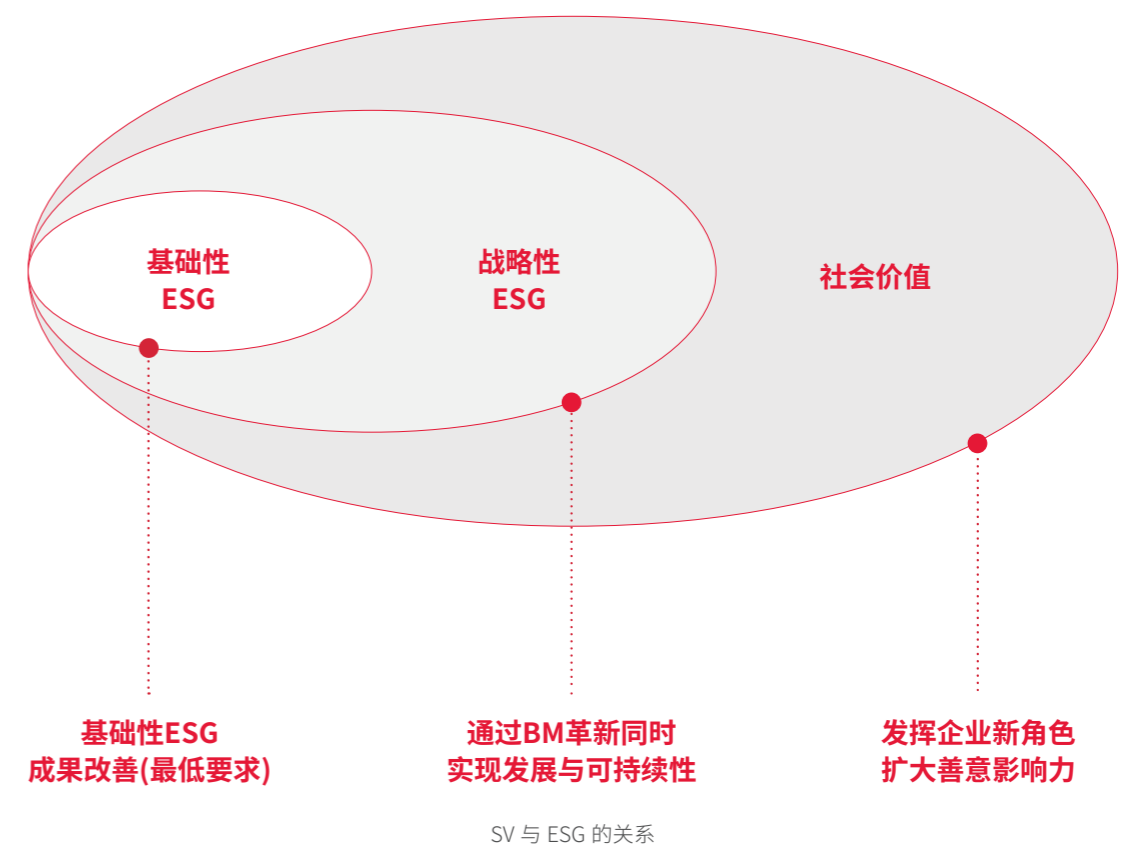 基础性
ESG
战略性
ESG
社会价值
基础性ESG
成果改善(最低要求)
通过BM革新同时
实现发展与可持续性
发挥企业新角色
扩大善意影响力
SV 与 ESG 的关系